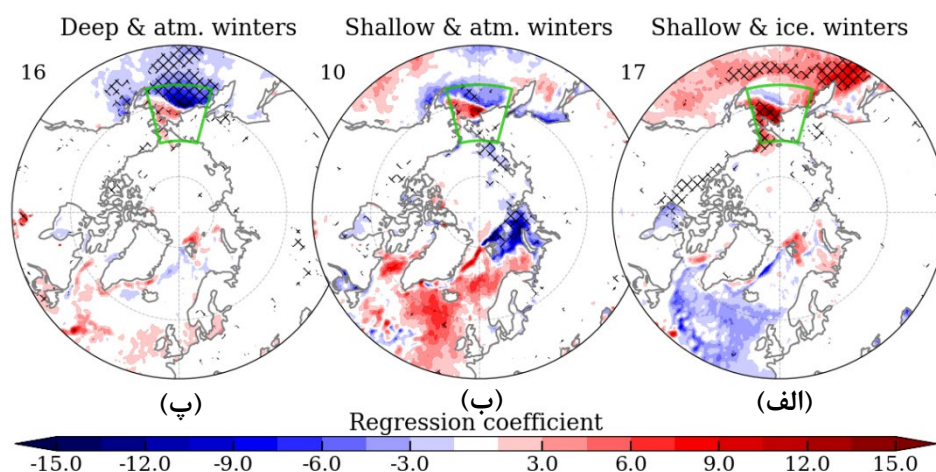 Deep & atm. winters
Shallow & atm. winters
Shallow & ice. winters
16
10
17
(پ)
(ب)
(الف)
Regression coefficient
-15.0 -12.0 -9.0 -6.0 -3.0 3.0 6.0 9.0 12.0 15.0